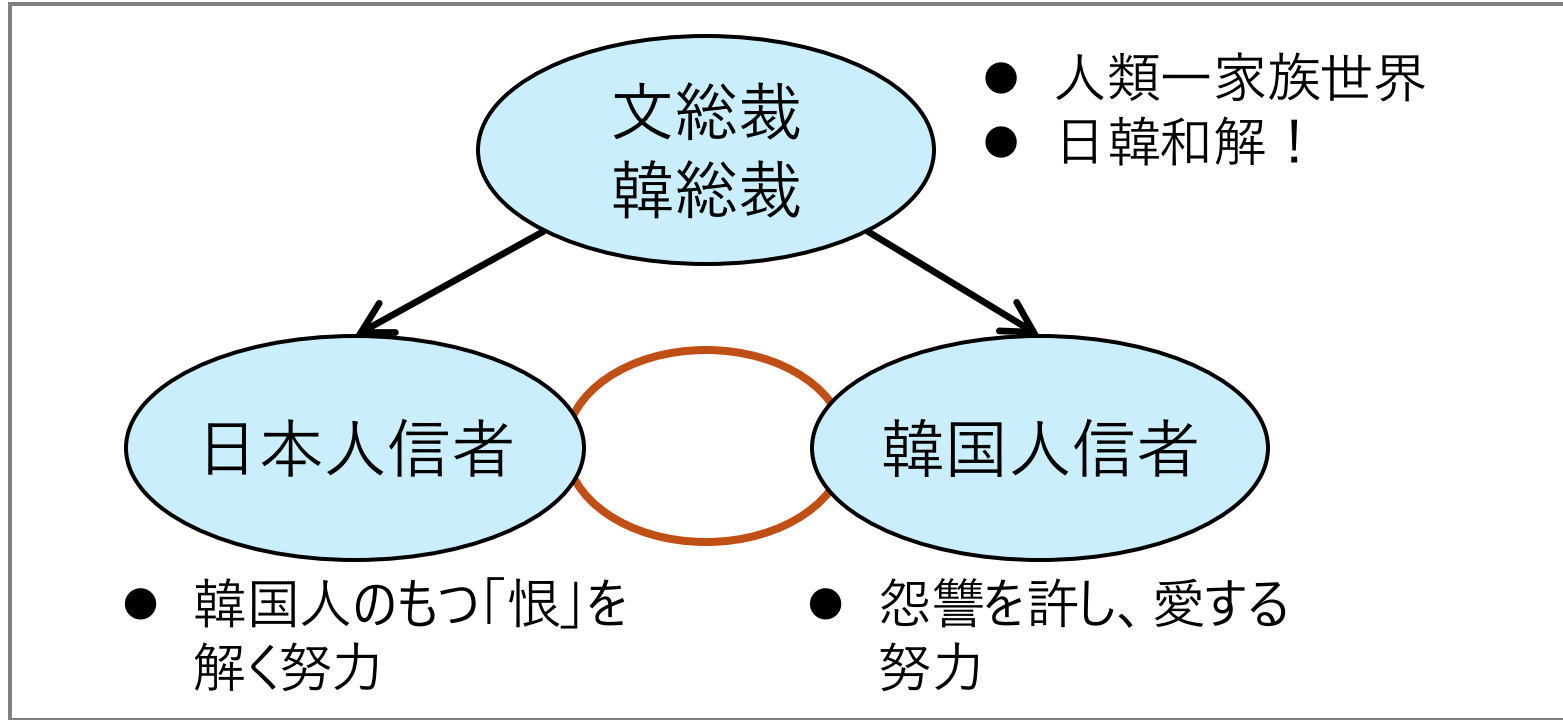 文総裁
韓総裁
● 人類一家族世界
● 日韓和解！
日本人信者
韓国人信者
● 韓国人のもつ「恨」を
解く努力
● 怨讐を許し、愛する
努力